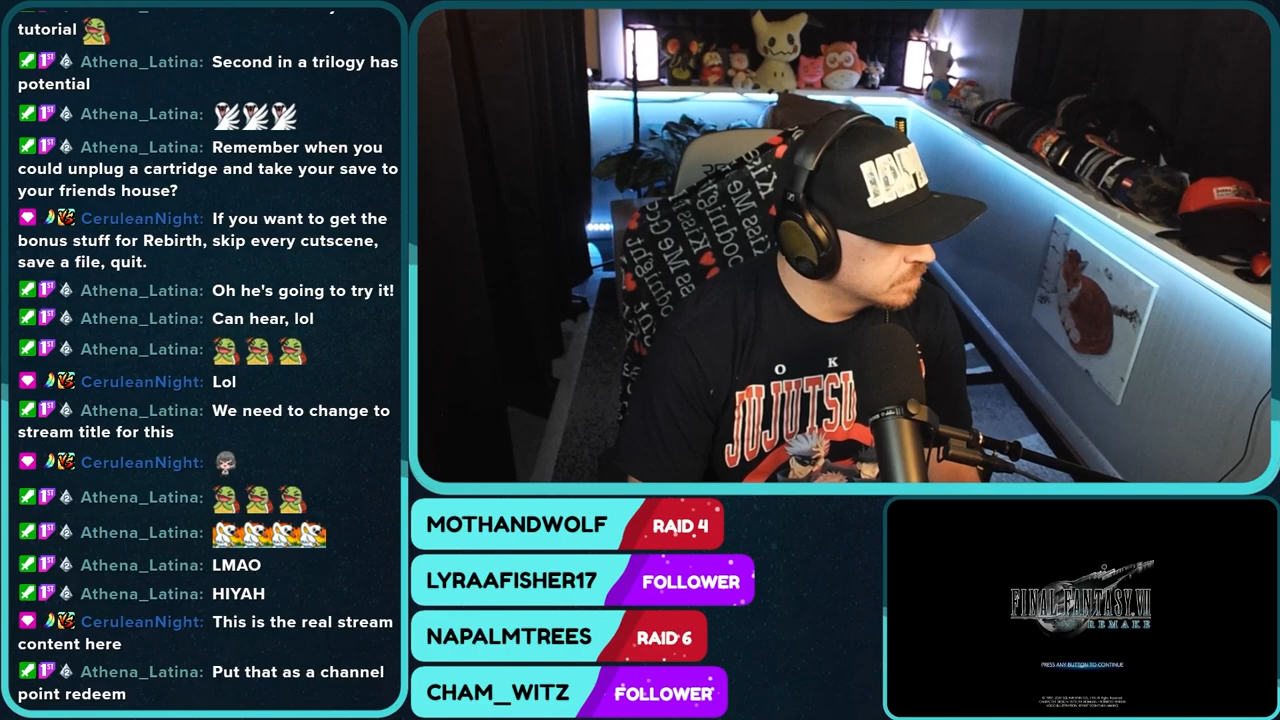 tutorial
Athena_Latina: Second in a trilogy has
potential
Athena_Latina:
Athena_Latina: Remember when you
could unplug a cartridge and take your save to
your friends house?
CeruleanNight: If you want to get the
bonus stuff for Rebirth, skip every cutscene,
save a file, quit.
Athena_Latina: Oh he's going to try it!
Athena_Latina: Can hear, lol
Athena_Latina:
CeruleanNight: Lol
Athena_Latina: We need to change to
stream title for this
CeruleanNight:
Athena_Latina:
Athena_Latina:
Athena_Latina: LMAO
Athena_Latina: HIYAH
CeruleanNight: This is the real stream
content here
Athena_Latina: Put that as a channel
point redeem
O K
JUJUTSU
Kiss Me
Goodnight
MOTHANDWOLF RAID 4
LYRAAFISHER17 FOLLOWER
NAPALMTREES RAID 6
CHAM_WITZ FOLLOWER
FINAL FANTASY VII
REMAKE
PRESS ANY BUTTON TO CONTINUE